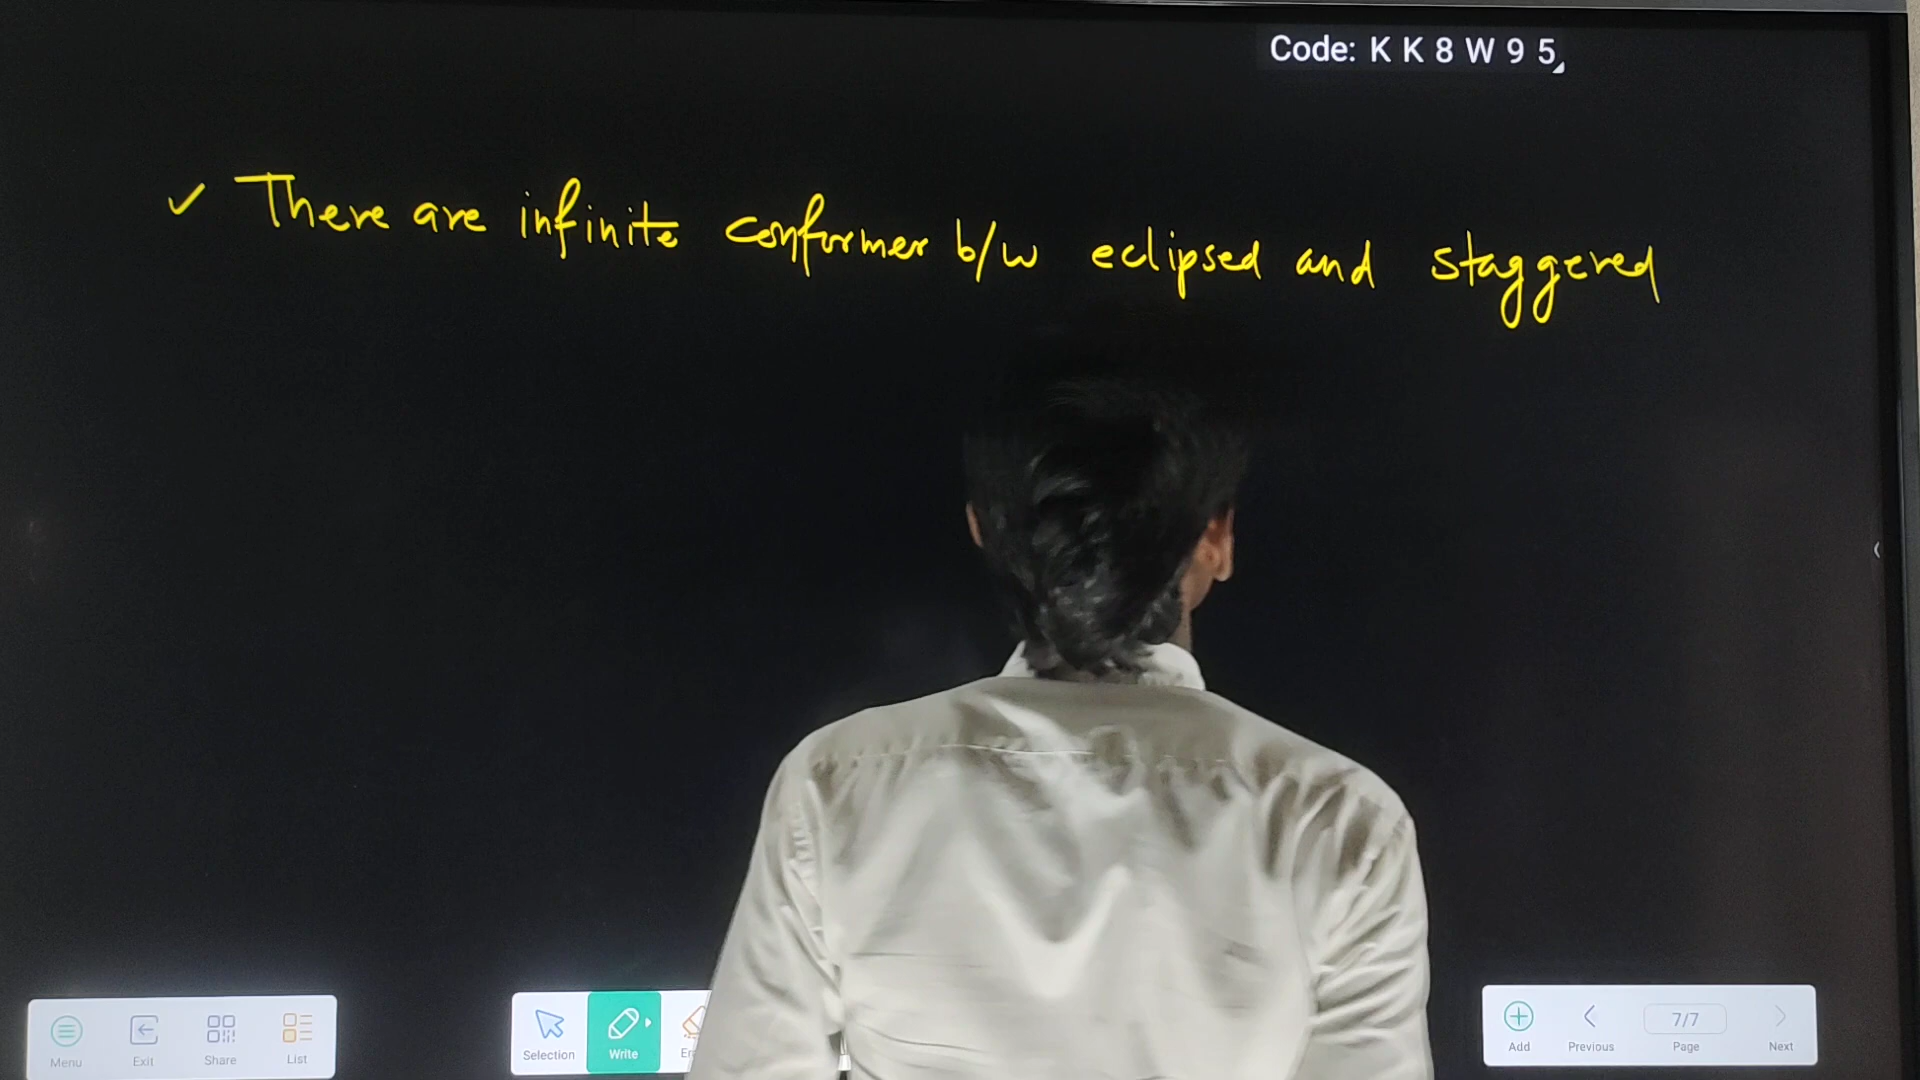 Code: K K 8 W 9 5
✓ There are infinite conformer b/w eclipsed and staggered
Menu
Exit
Share
List
Selection
Write
Er
Add
Previous
7/7
Page
Next